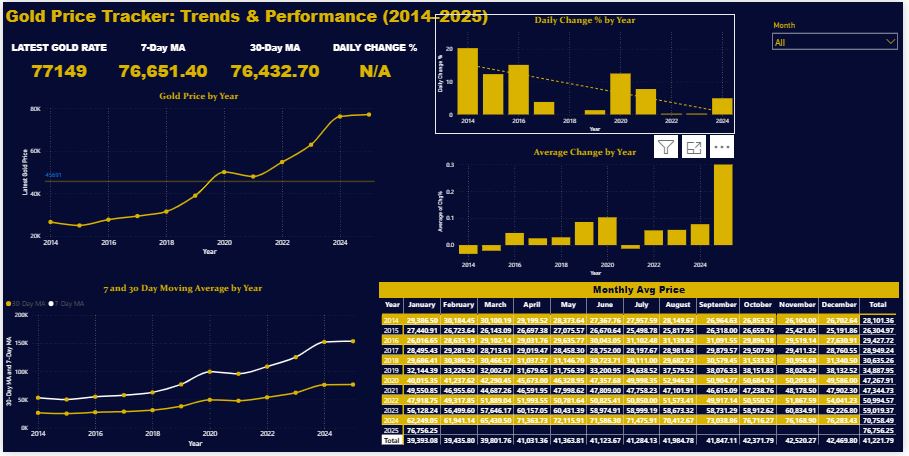 Gold Price Tracker: Trends & Performance (2014-2025)
Month
All
LATEST GOLD RATE
7-Day MA
30-Day MA
DAILY CHANGE %
77149
76,651.40
76,432.70
N/A
Daily Change % by Year
Daily Change %
20
10
0
2014 2016 2018 2020 2022 2024
Year
Gold Price by Year
Latest Gold Price
80K
60K
45691
40K
20K
2014 2016 2018 2020 2022 2024
Year
Average Change by Year
0.3
0.2
0.1
0.0
2014 2016 2018 2020 2022 2024
Year
7 and 30 Day Moving Average by Year
30-Day MA 7-Day MA
30-Day MA and 7-Day MA
200K
150K
100K
50K
0K
2014 2016 2018 2020 2022 2024
Year
Monthly Avg Price
Year January February March April May June July August September October November December Total
2014 29,386.50 30,184.45 30,100.19 29,199.52 28,373.64 27,367.76 27,957.59 28,149.67 26,964.63 26,853.32 26,104.00 26,702.64 28,101.36
2015 27,440.91 26,723.64 26,143.09 26,697.38 27,075.57 26,670.64 25,498.78 25,817.95 26,318.00 26,659.76 25,421.05 25,191.86 26,304.97
2016 26,016.65 28,635.19 29,102.14 29,031.76 29,635.00 30,043.05 31,102.48 31,139.82 31,091.55 29,896.18 29,519.14 27,630.91 29,427.72
2017 28,495.43 29,281.90 28,713.61 29,019.47 28,458.30 28,752.00 28,197.67 28,981.68 29,879.57 29,507.90 29,411.32 28,760.55 28,949.24
2018 29,686.41 30,386.25 30,466.57 31,037.57 31,146.70 30,723.71 30,111.00 29,682.73 30,579.45 31,533.32 30,956.68 31,340.50 30,635.26
2019 32,144.39 33,226.50 32,002.67 31,679.65 31,756.39 33,200.95 34,638.52 37,579.52 38,076.33 38,151.83 38,026.29 38,132.52 34,887.95
2020 40,015.39 41,237.62 42,290.45 45,673.00 46,328.95 47,357.68 49,998.35 52,946.38 50,904.77 50,684.76 50,203.86 49,586.00 47,267.91
2021 49,550.85 46,955.60 44,687.26 46,591.95 47,998.62 47,809.00 47,758.23 47,101.91 46,615.09 47,238.76 48,178.50 47,902.30 47,344.73
2022 47,918.75 49,317.85 51,889.04 51,993.55 50,781.64 50,825.41 50,850.00 51,573.41 49,917.14 50,550.57 51,867.59 54,041.23 50,994.57
2023 56,128.24 56,499.60 57,646.17 60,157.05 60,431.39 58,974.91 58,999.19 58,673.32 58,731.29 58,912.62 60,834.91 62,226.80 59,019.37
2024 62,249.05 61,941.14 65,430.50 71,363.73 72,115.91 71,586.30 71,475.91 70,412.67 73,038.86 76,716.27 76,168.90 76,283.43 70,758.49
2025 76,756.25 76,756.25
Total 39,393.08 39,435.80 39,801.76 41,031.36 41,363.81 41,123.67 41,284.13 41,984.78 41,847.11 42,371.79 42,520.27 42,469.80 41,221.79